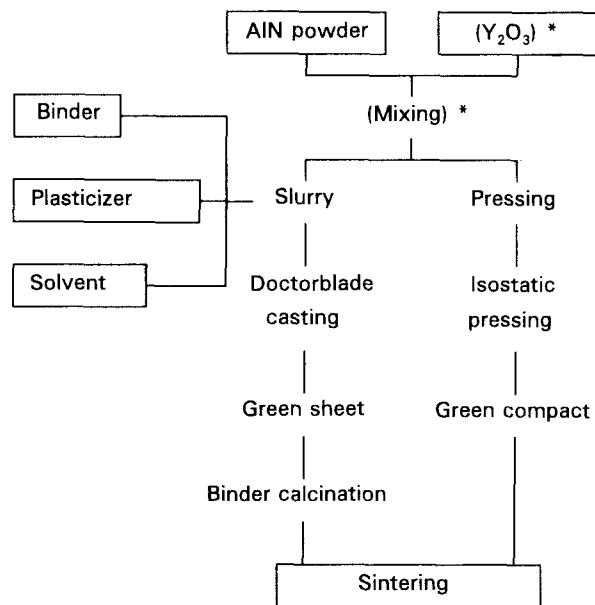 AlN powder
(Y₂O₃) *
(Mixing) *
Binder
Plasticizer
Solvent
Slurry
Pressing
Doctorblade
casting
Isostatic
pressing
Green sheet
Green compact
Binder calcination
Sintering